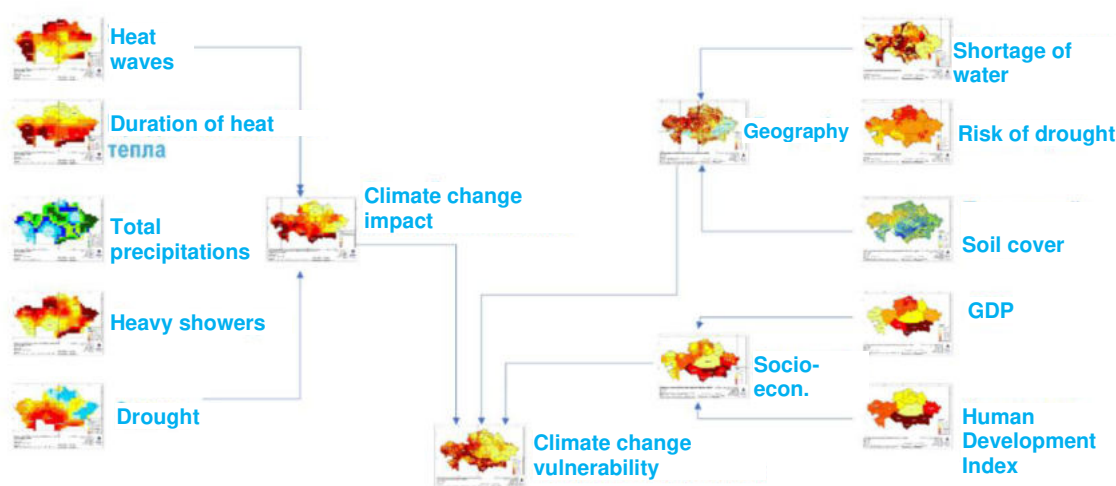 Heat
waves
Duration of heat
тепла
Total
precipitations
Heavy showers
Drought
Climate change
impact
Climate change
vulnerability
Geography
Socio-
econ.
Shortage of
water
Risk of drought
Soil cover
GDP
Human
Development
Index